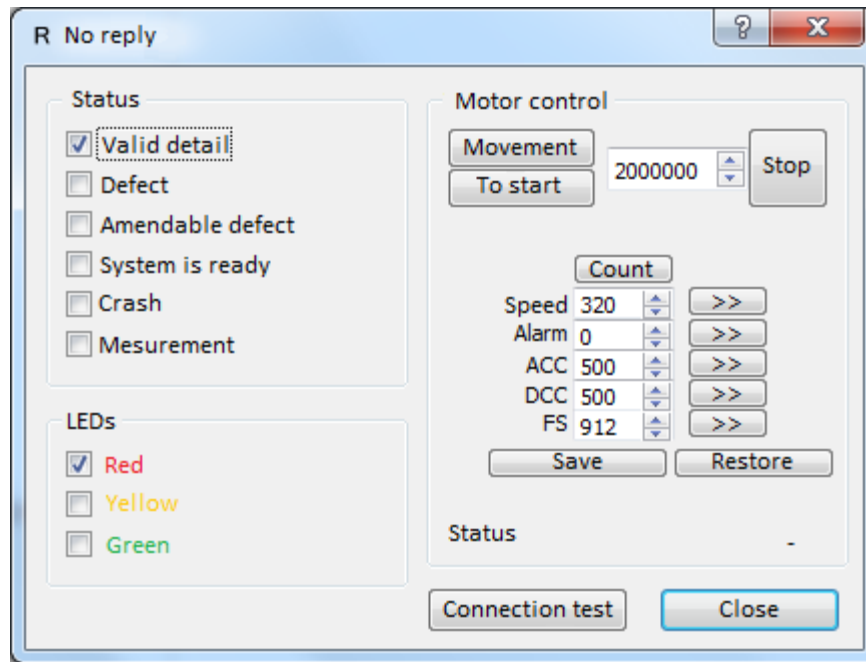 R No reply
Status
Valid detail
Defect
Amendable defect
System is ready
Crash
Mesurement
LEDs
Red
Yellow
Green
Motor control
Movement
To start
2000000
Stop
Count
Speed 320 >>
Alarm 0 >>
ACC 500 >>
DCC 500 >>
FS 912 >>
Save Restore
Status -
Connection test Close